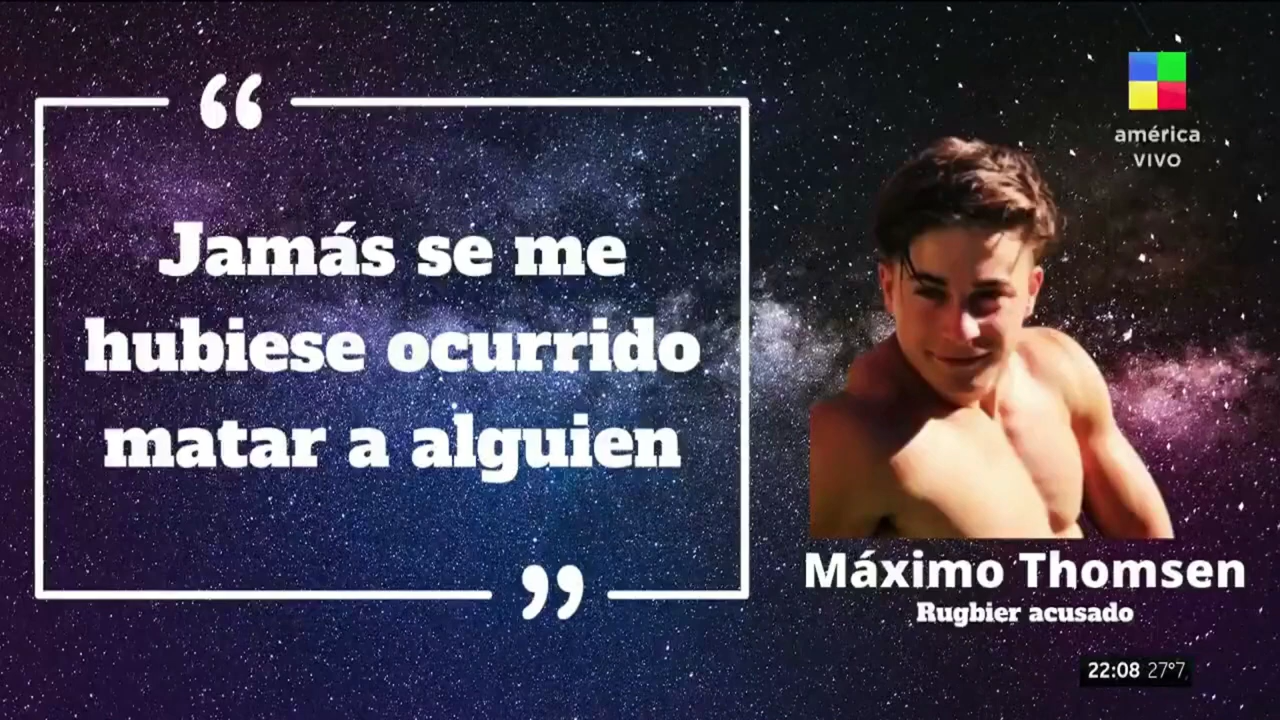 “
Jamás se me
hubiese ocurrido
matar a alguien
”
américa
VIVO
Máximo Thomsen
Rugbier acusado
22:08 27°7